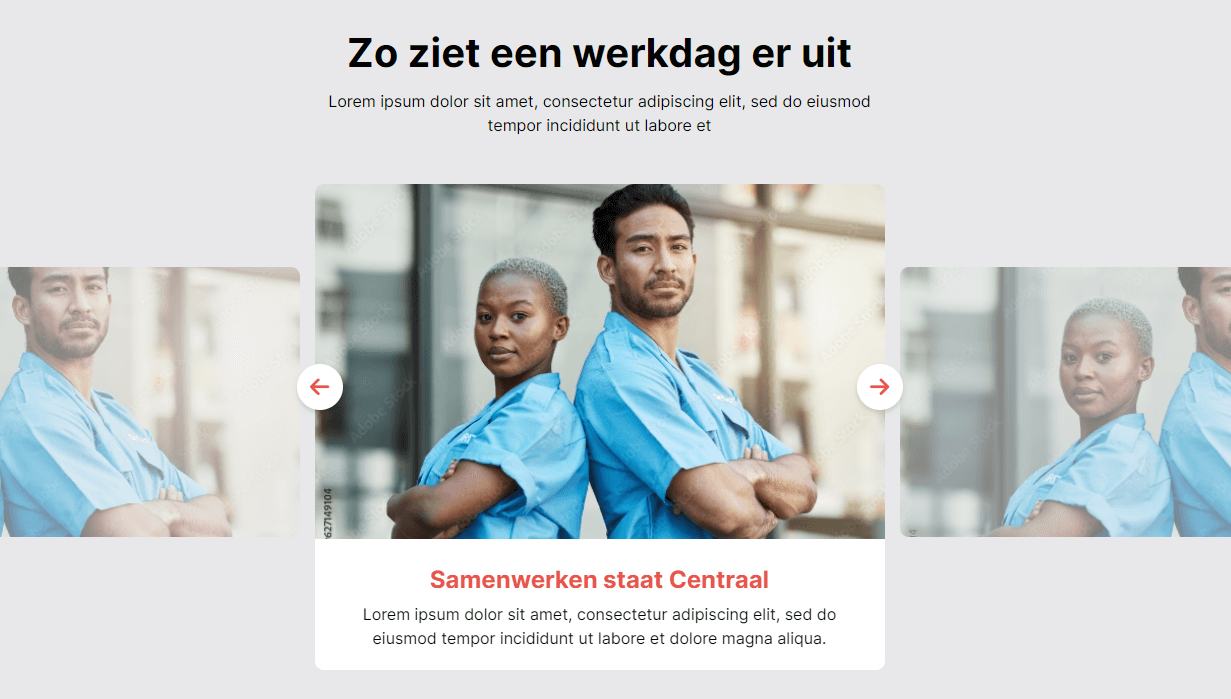 Zo ziet een werkdag er uit
Lorem ipsum dolor sit amet, consectetur adipiscing elit, sed do eiusmod
tempor incididunt ut labore et
627149104
Samenwerken staat Centraal
Lorem ipsum dolor sit amet, consectetur adipiscing elit, sed do
eiusmod tempor incididunt ut labore et dolore magna aliqua.